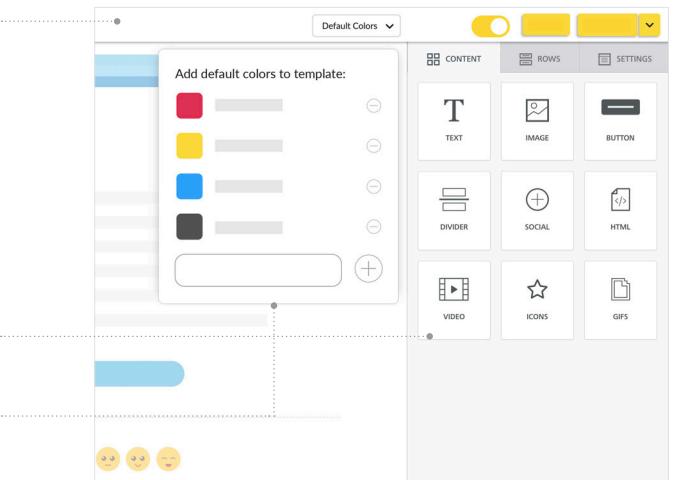 Default Colors
CONTENT
ROWS
SETTINGS
Add default colors to template:
TEXT
IMAGE
BUTTON
DIVIDER
SOCIAL
HTML
VIDEO
ICONS
GIFS